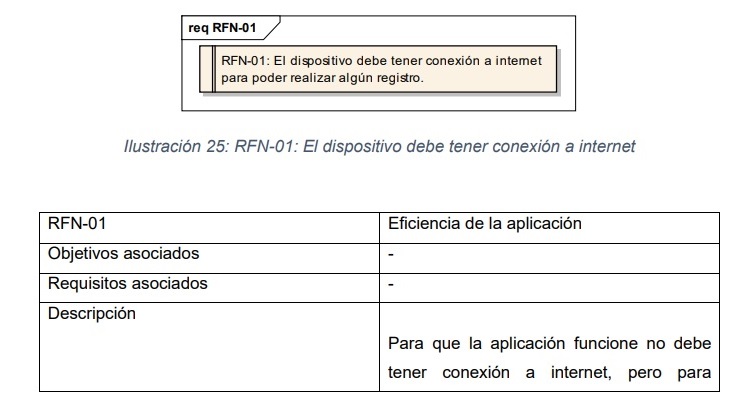 req RFN-01
RFN-01: El dispositivo debe tener conexión a internet
para poder realizar algún registro.
Ilustración 25: RFN-01: El dispositivo debe tener conexión a internet
RFN-01 Eficiencia de la aplicación
Objetivos asociados -
Requisitos asociados -
Descripción
Para que la aplicación funcione no debe
tener conexión a internet, pero para